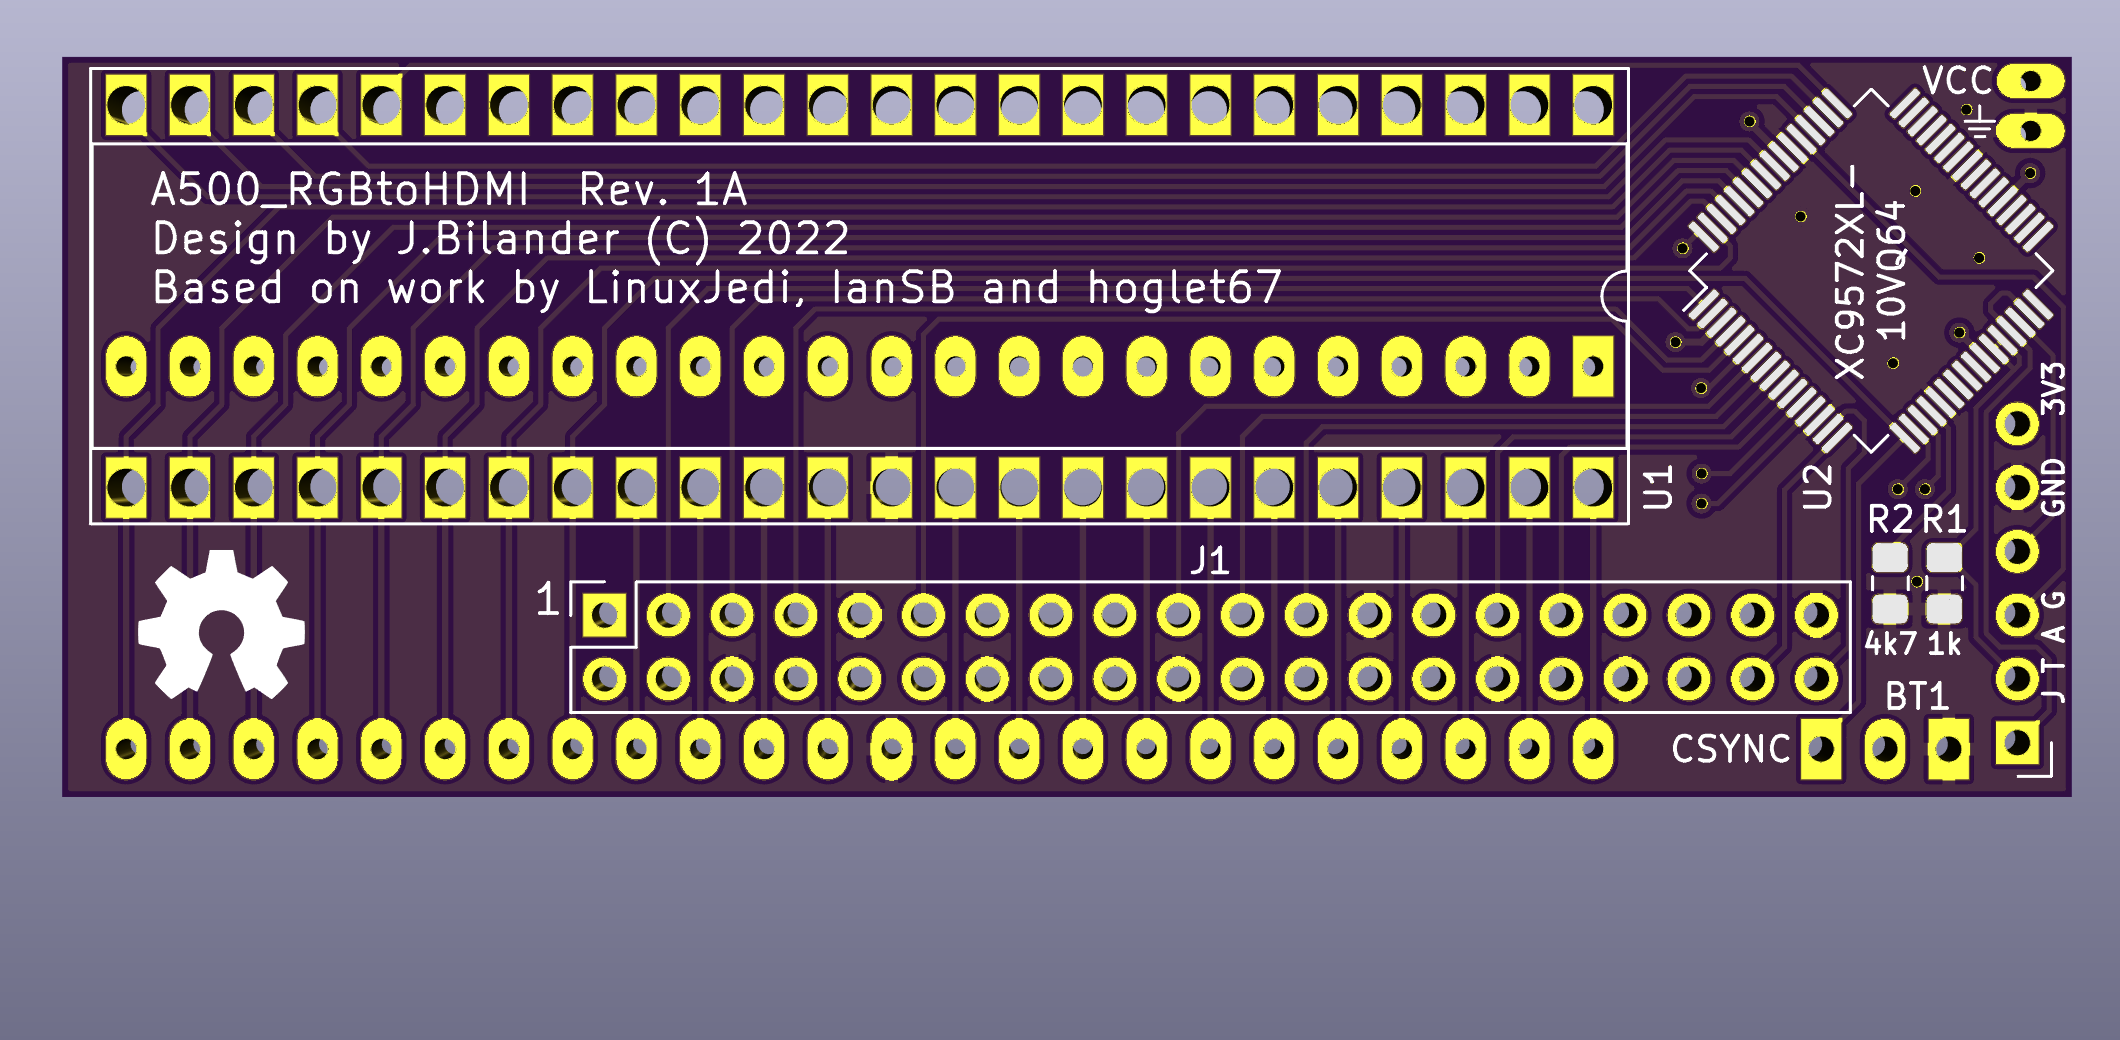 VCC
A500_RGBtoHDMI Rev. 1A
Design by J.Bilander (C) 2022
Based on work by LinuxJedi, IanSB and hoglet67
XC9572XL-
10VQ64
3V3
GND
U1
U2
R2 R1
J1
1
4k7 1k
JTAG
BT1
CSYNC